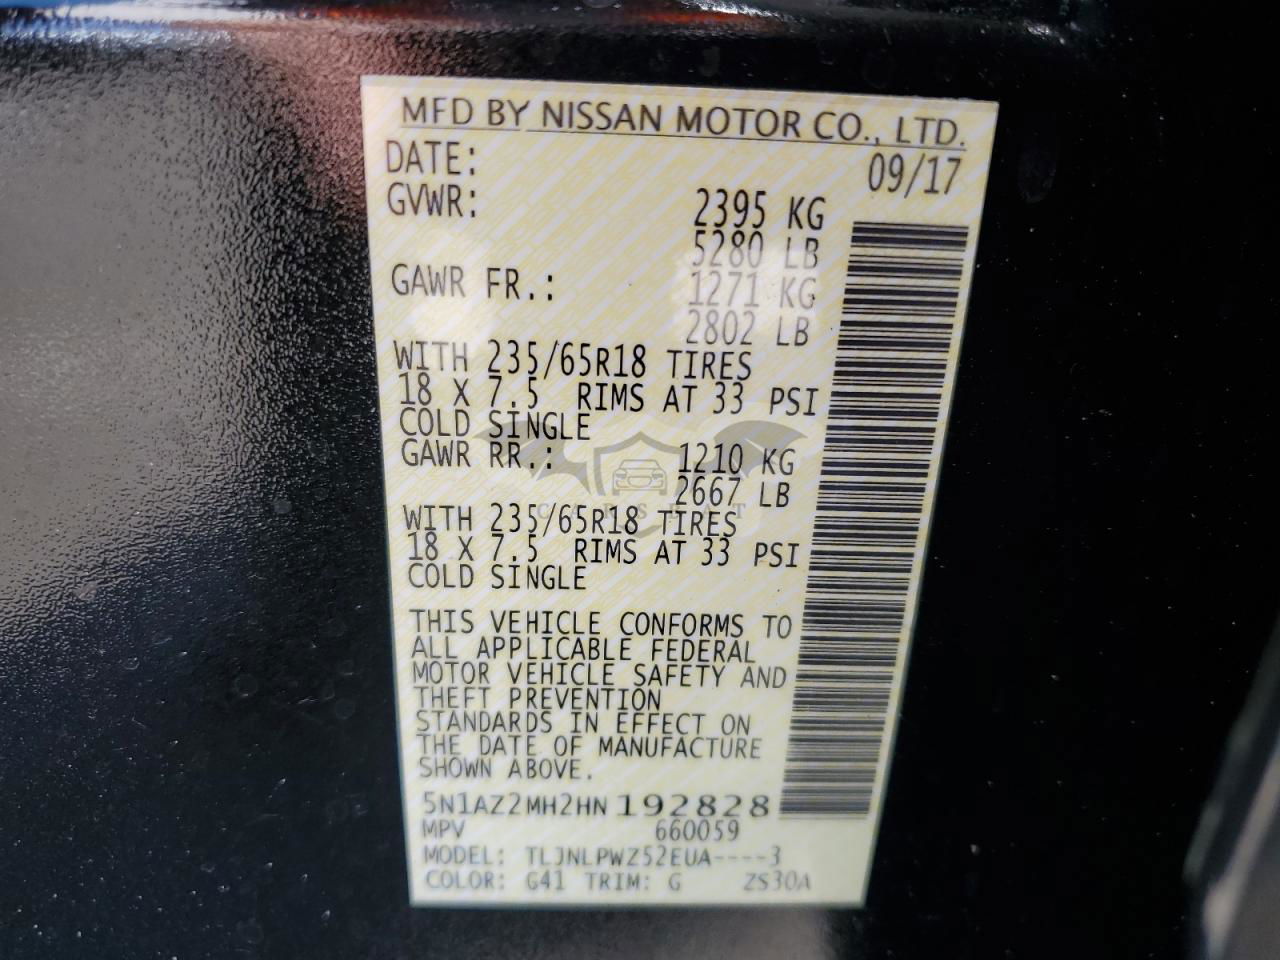 MFD BY NISSAN MOTOR CO., LTD.
DATE: 09/17
GVWR: 2395 KG
5280 LB
GAWR FR.: 1271 KG
2802 LB
WITH 235/65R18 TIRES
18 X 7.5 RIMS AT 33 PSI
COLD SINGLE
GAWR RR.: 1210 KG
2667 LB
CARSBAT
WITH 235/65R18 TIRES
18 X 7.5 RIMS AT 33 PSI
COLD SINGLE
THIS VEHICLE CONFORMS TO
ALL APPLICABLE FEDERAL
MOTOR VEHICLE SAFETY AND
THEFT PREVENTION
STANDARDS IN EFFECT ON
THE DATE OF MANUFACTURE
SHOWN ABOVE.
5N1AZ2MH2HN192828
MPV 660059
MODEL: TLJNLPWZ52EUA----3
COLOR: G41 TRIM: G ZS30A